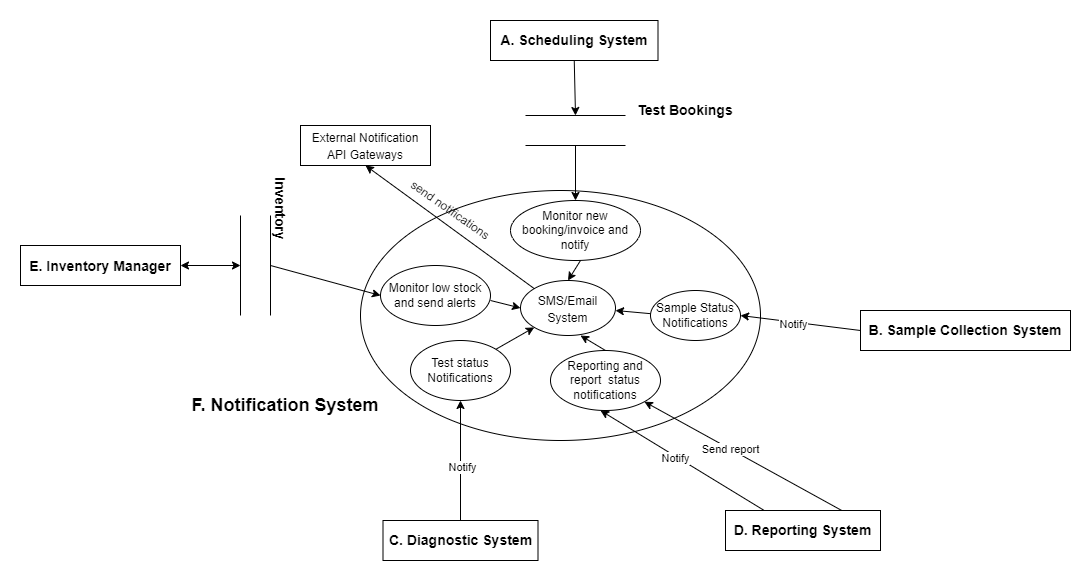 A. Scheduling System
Test Bookings
External Notification
API Gateways
send notifications
Inventory
Monitor new
booking/invoice and
notify
E. Inventory Manager
Monitor low stock
and send alerts
SMS/Email
System
Sample Status
Notifications
Notify
B. Sample Collection System
Test status
Notifications
Reporting and
report status
notifications
F. Notification System
Send report
Notify
Notify
C. Diagnostic System
D. Reporting System